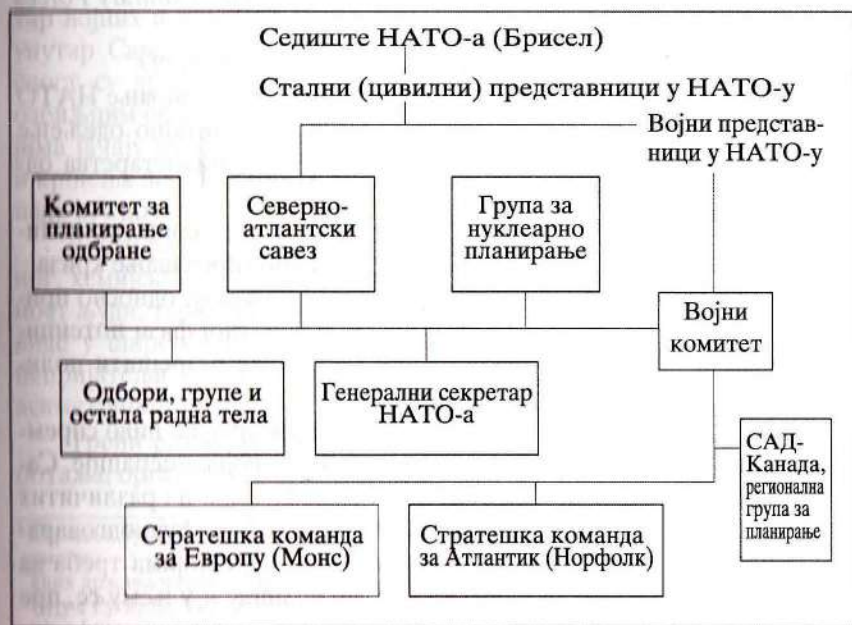 Седиште НАТО-а (Брисел)
Стални (цивилни) представници у НАТО-у
Војни представ-
ници у НАТО-у
Комитет за
планирање
одбране
Северно-
атлантски
савез
Група за
нуклеарно
планирање
Војни
комитет
Одбори, групе и
остала радна тела
Генерални секретар
НАТО-а
САД-
Канада,
регионална
група за
планирање
Стратешка команда
за Европу (Монс)
Стратешка команда
за Атлантик (Норфолк)